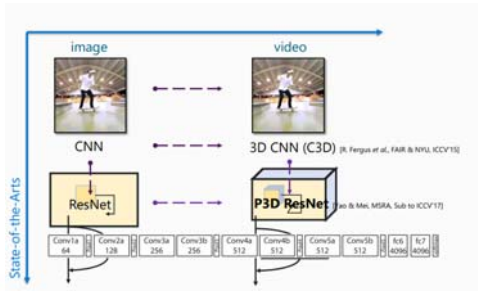 image
video
CNN
3D CNN (C3D) [R. Fergus et al., FAIR & NYU, ICCV'15]
State-of-the-Arts
ResNet
P3D ResNet
& Mei, MSRA, Sub to ICCV'17]
Conv1a 64
Conv2a 128
Conv3a 256
Conv3b 256
Conv4a 512
Conv4b 512
Conv5a 512
Conv5b 512
fc6 4096
fc7 4096